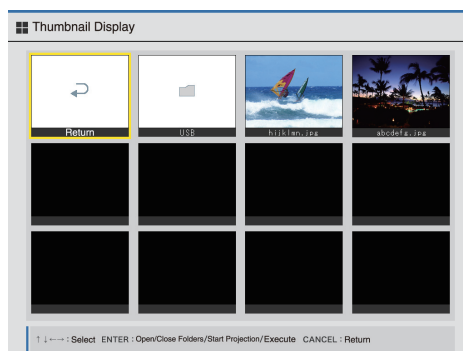 Thumbnail Display
Return
USB
hijklmn.jpg
abcdefg.jpg
↑↓←→ : Select ENTER : Open/Close Folders/Start Projection/Execute CANCEL : Return